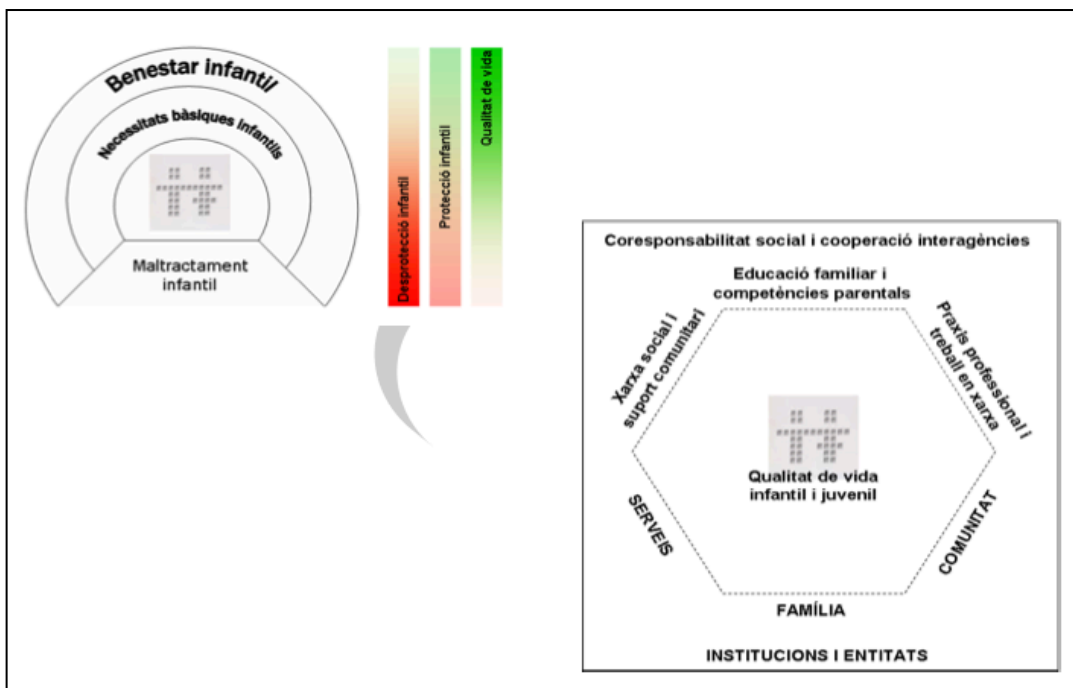 Benestar infantil
Necessitats bàsiques infantils
Maltractament
infantil
Desprotecció infantil
Protecció infantil
Qualitat de vida
Coresponsabilitat social i cooperació interagències
Educació familiar i
competències parentals
Xarxa social i
suport comunitari
Praxis professional i
treball en xarxa
Qualitat de vida
infantil i juvenil
SERVEIS
COMUNITAT
FAMÍLIA
INSTITUCIONS I ENTITATS